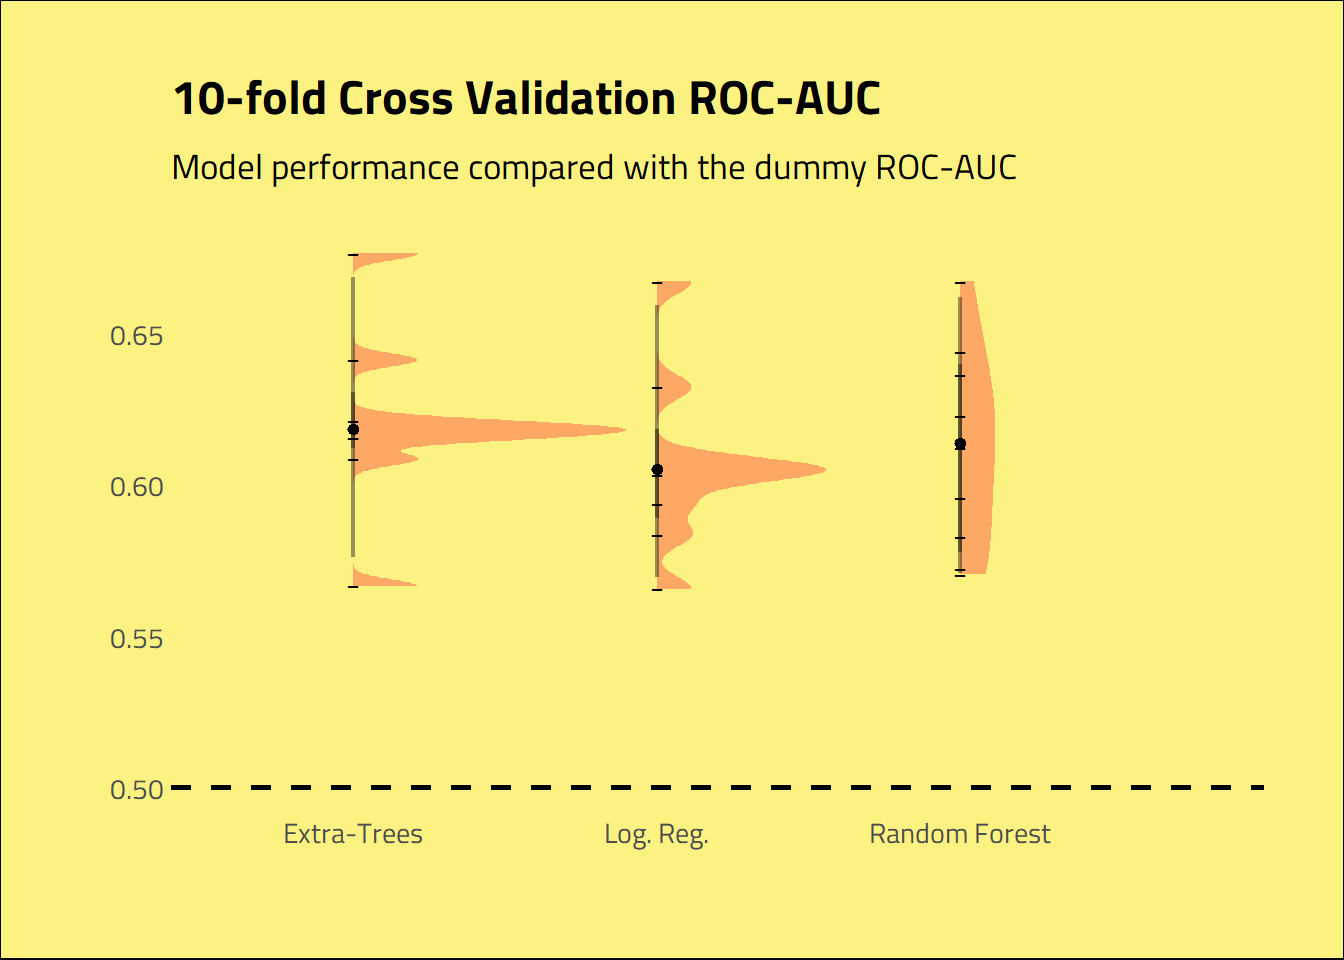 10-fold Cross Validation ROC-AUC
Model performance compared with the dummy ROC-AUC
0.65
0.60
0.55
0.50
Extra-Trees Log. Reg. Random Forest